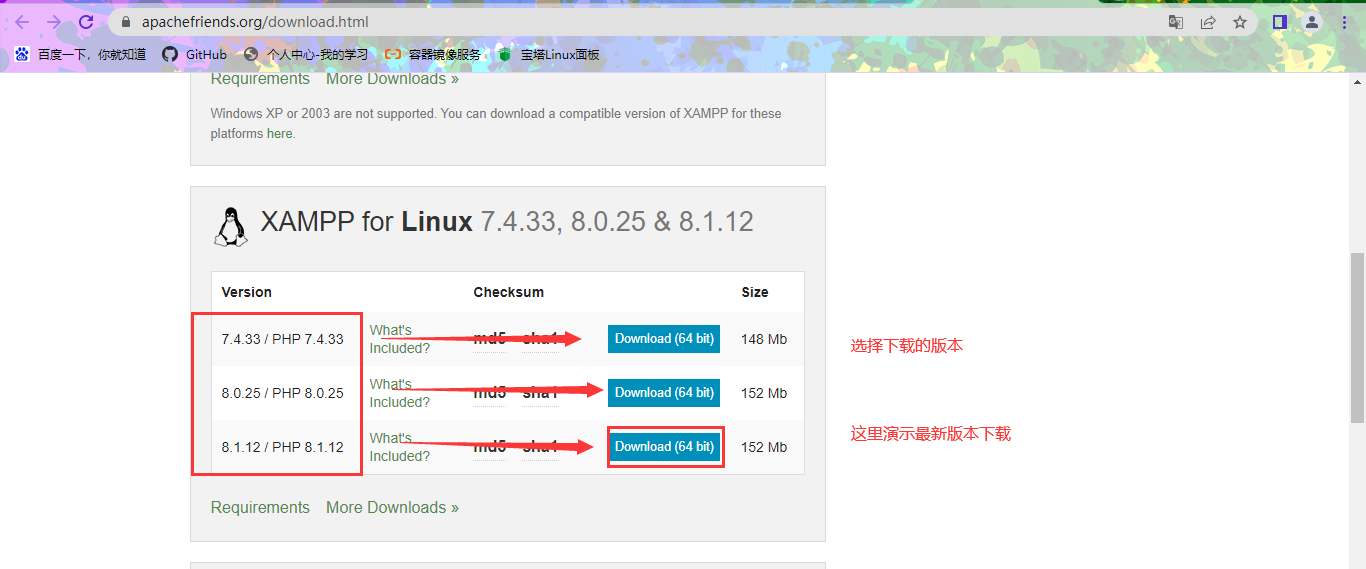 apachefriends.org/download.html
百度一下，你就知道 GitHub 个人中心-我的学习 容器镜像服务 宝塔Linux面板
Requirements More Downloads »
Windows XP or 2003 are not supported. You can download a compatible version of XAMPP for these
platforms here.
XAMPP for Linux 7.4.33, 8.0.25 & 8.1.12
Version Checksum Size
7.4.33 / PHP 7.4.33 What's Included? md5 sha1 Download (64 bit) 148 Mb
选择下载的版本
8.0.25 / PHP 8.0.25 What's Included? md5 sha1 Download (64 bit) 152 Mb
这里演示最新版本下载
8.1.12 / PHP 8.1.12 What's Included? md5 sha1 Download (64 bit) 152 Mb
Requirements More Downloads »